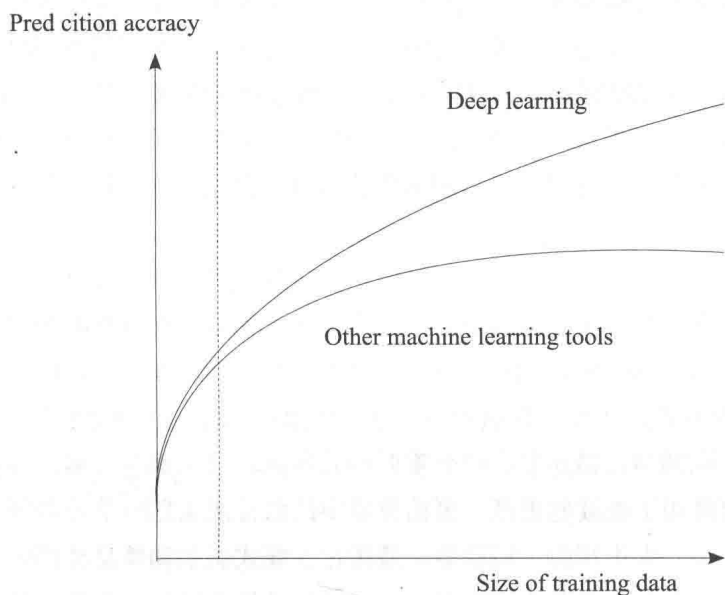 Pred cition accracy
Deep learning
Other machine learning tools
Size of training data